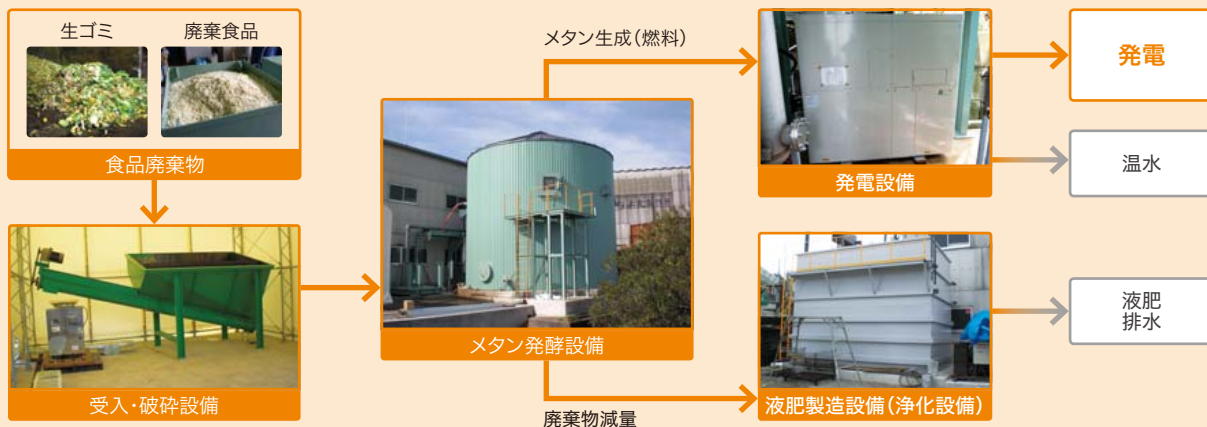 生ゴミ
廃棄食品
食品廃棄物
受入・破砕設備
メタン発酵設備
メタン生成（燃料）
発電設備
発電
温水
廃棄物減量
液肥製造設備（浄化設備）
液肥
排水